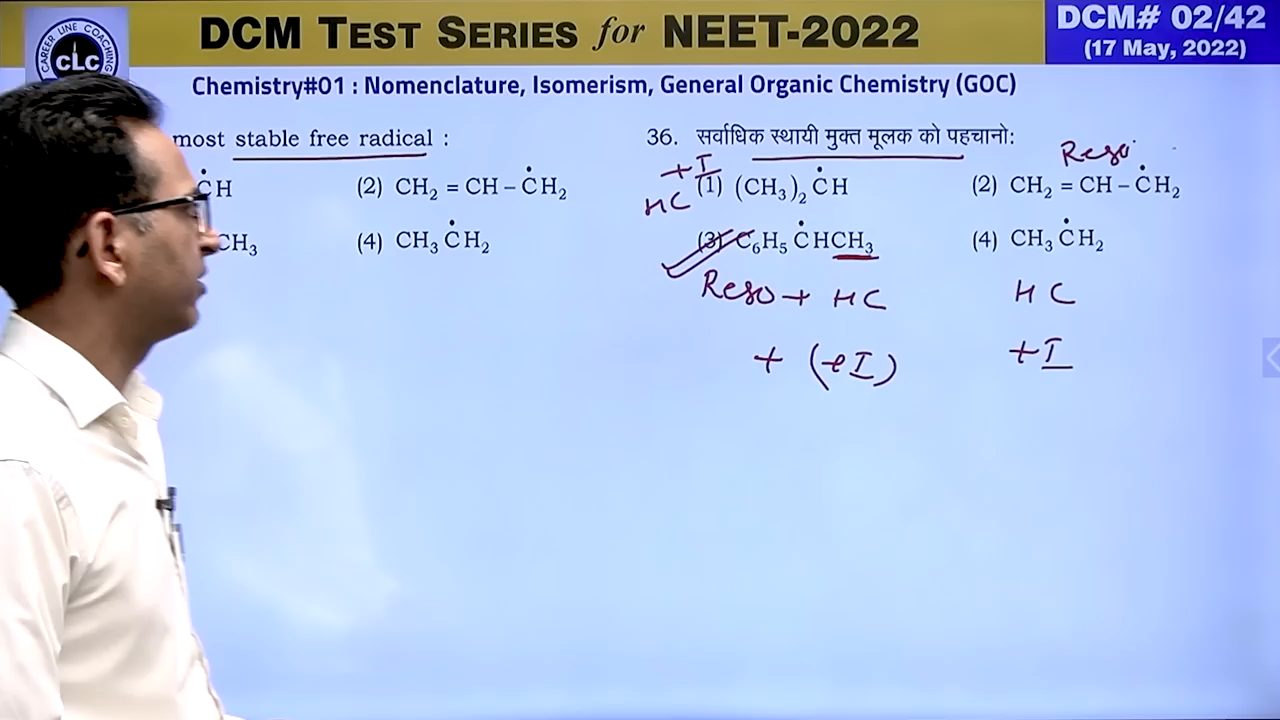 DCM TEST SERIES for NEET-2022
DCM# 02/42
(17 May, 2022)
CAREER LINE COACHING
CLC
Chemistry#01 : Nomenclature, Isomerism, General Organic Chemistry (GOC)
most stable free radical :
ĊH
(2) CH₂ = CH – ĊH₂
CH₃
(4) CH₃ ĊH₂
36. सर्वाधिक स्थायी मुक्त मूलक को पहचानो:
+I
Reso
(1) (CH₃)₂ ĊH
(2) CH₂ = CH – ĊH₂
HC
(3) C₆H₅ ĊHCH₃
(4) CH₃ ĊH₂
Reso + HC
HC
+ (+I)
+I